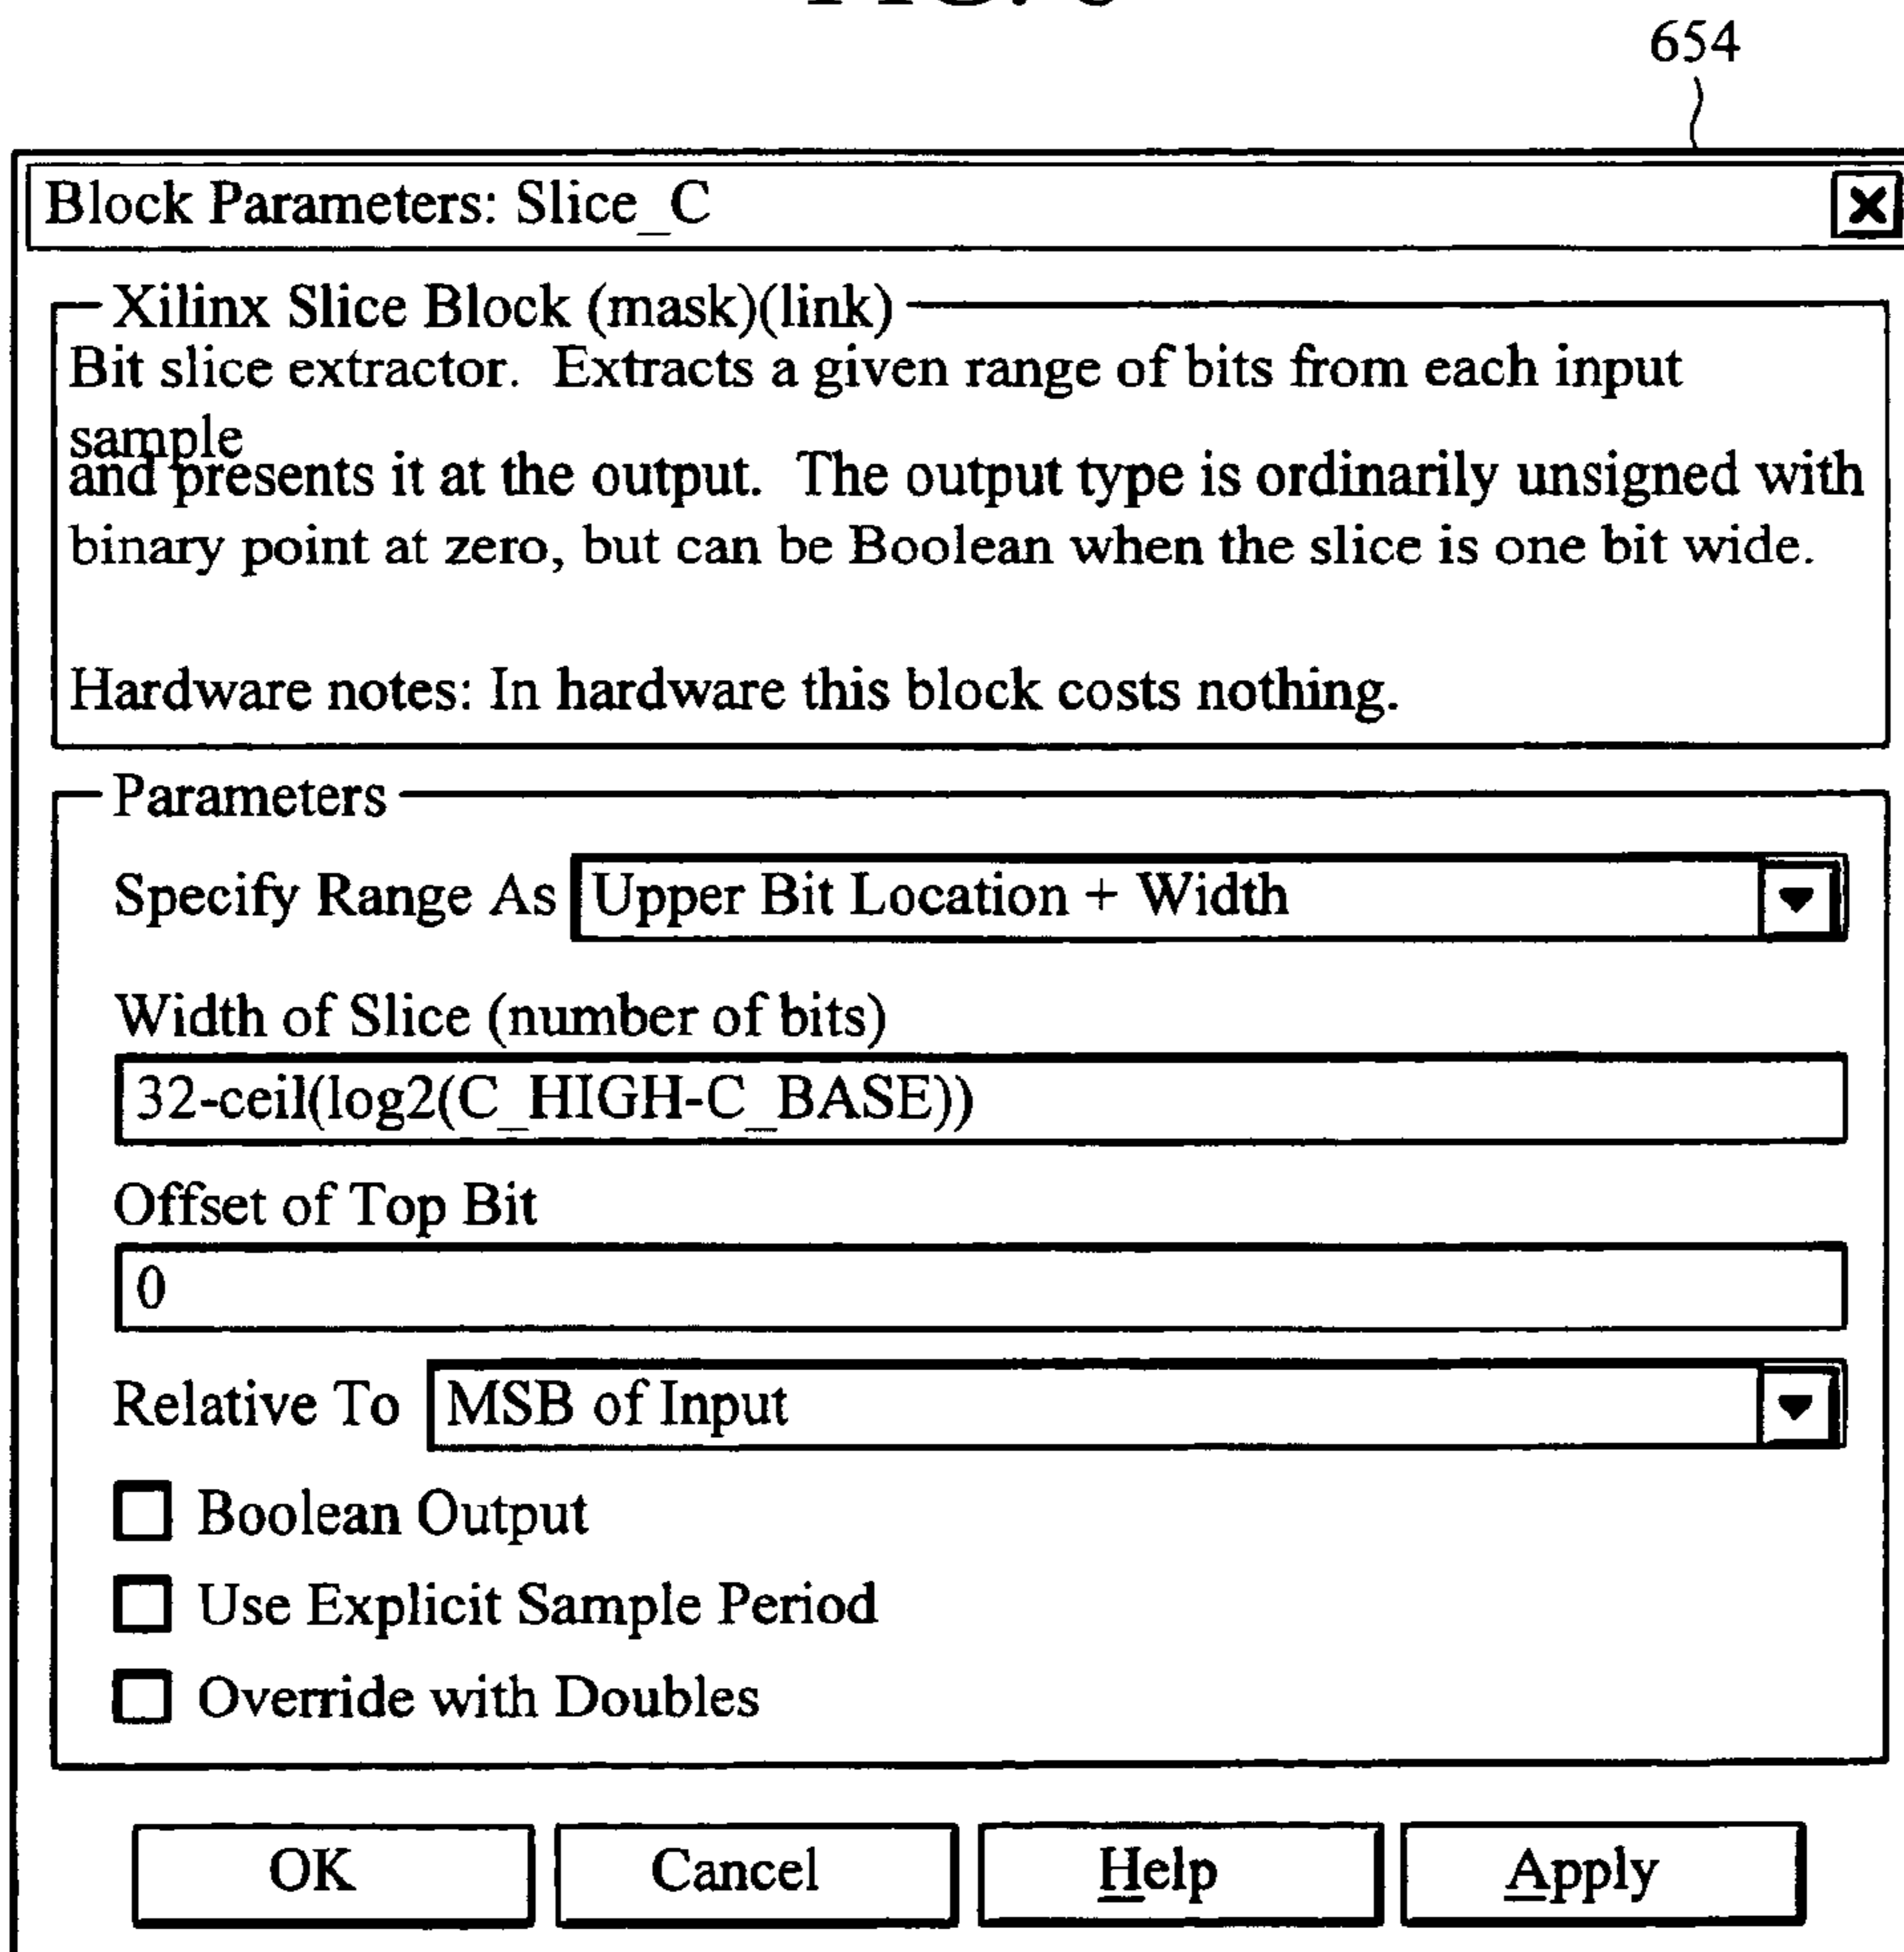 654
Block Parameters: Slice_C
Xilinx Slice Block (mask)(link)
Bit slice extractor. Extracts a given range of bits from each input
sample
and presents it at the output. The output type is ordinarily unsigned with
binary point at zero, but can be Boolean when the slice is one bit wide.
Hardware notes: In hardware this block costs nothing.
Parameters
Specify Range As Upper Bit Location + Width
Width of Slice (number of bits)
32-ceil(log2(C_HIGH-C_BASE))
Offset of Top Bit
0
Relative To MSB of Input
Boolean Output
Use Explicit Sample Period
Override with Doubles
OK Cancel Help Apply